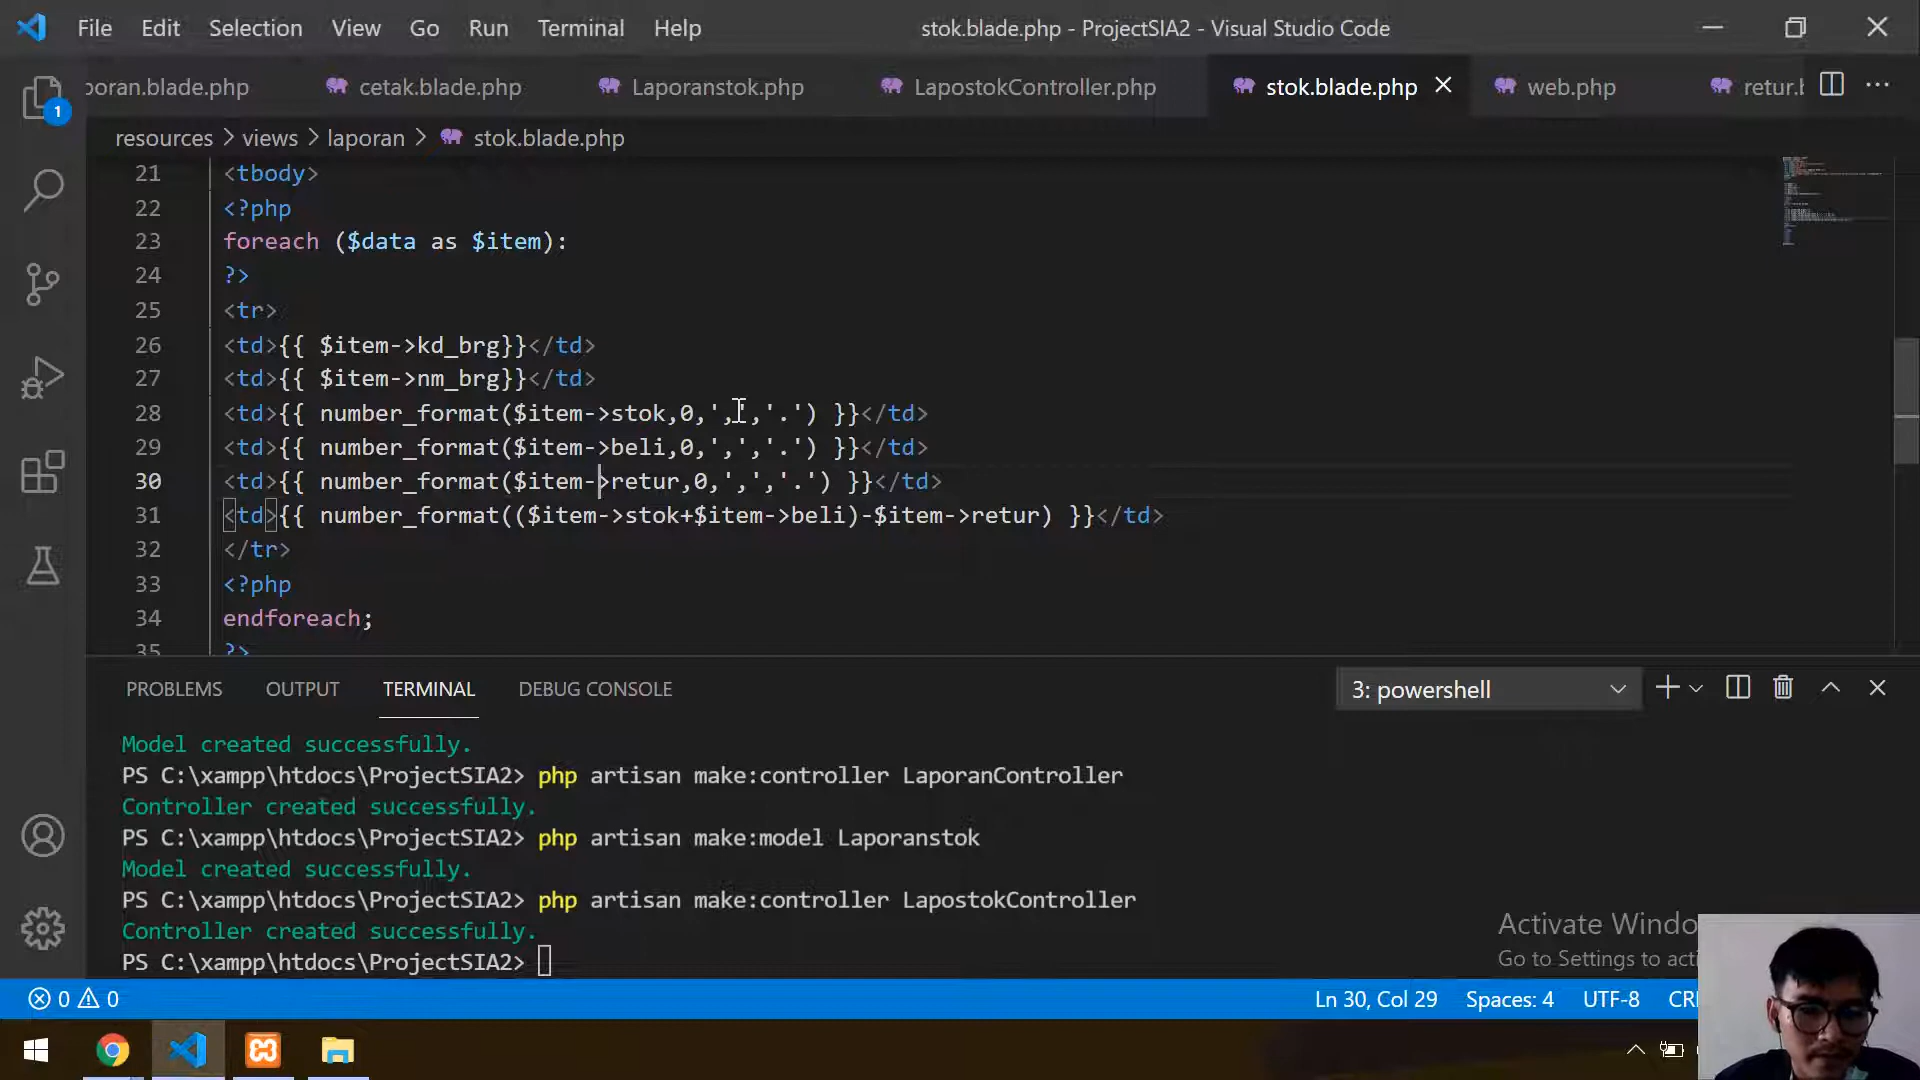 File Edit Selection View Go Run Terminal Help stok.blade.php - ProjectSIA2 - Visual Studio Code
poran.blade.php cetak.blade.php Laporanstok.php LapostokController.php stok.blade.php web.php retur.b
1
resources > views > laporan > stok.blade.php
21 <tbody>
22 <?php
23 foreach ($data as $item):
24 ?>
25 <tr>
26 <td>{{ $item->kd_brg}}</td>
27 <td>{{ $item->nm_brg}}</td>
28 <td>{{ number_format($item->stok,0,',','.') }}</td>
29 <td>{{ number_format($item->beli,0,',','.') }}</td>
30 <td>{{ number_format($item->retur,0,',','.') }}</td>
31 <td>{{ number_format(($item->stok+$item->beli)-$item->retur) }}</td>
32 </tr>
33 <?php
34 endforeach;
35 ?>
PROBLEMS OUTPUT TERMINAL DEBUG CONSOLE 3: powershell
Model created successfully.
PS C:\xampp\htdocs\ProjectSIA2> php artisan make:controller LaporanController
Controller created successfully.
PS C:\xampp\htdocs\ProjectSIA2> php artisan make:model Laporanstok
Model created successfully.
PS C:\xampp\htdocs\ProjectSIA2> php artisan make:controller LapostokController
Controller created successfully.
PS C:\xampp\htdocs\ProjectSIA2>
Activate Windo
Go to Settings to acti
0 0 Ln 30, Col 29 Spaces: 4 UTF-8 CR